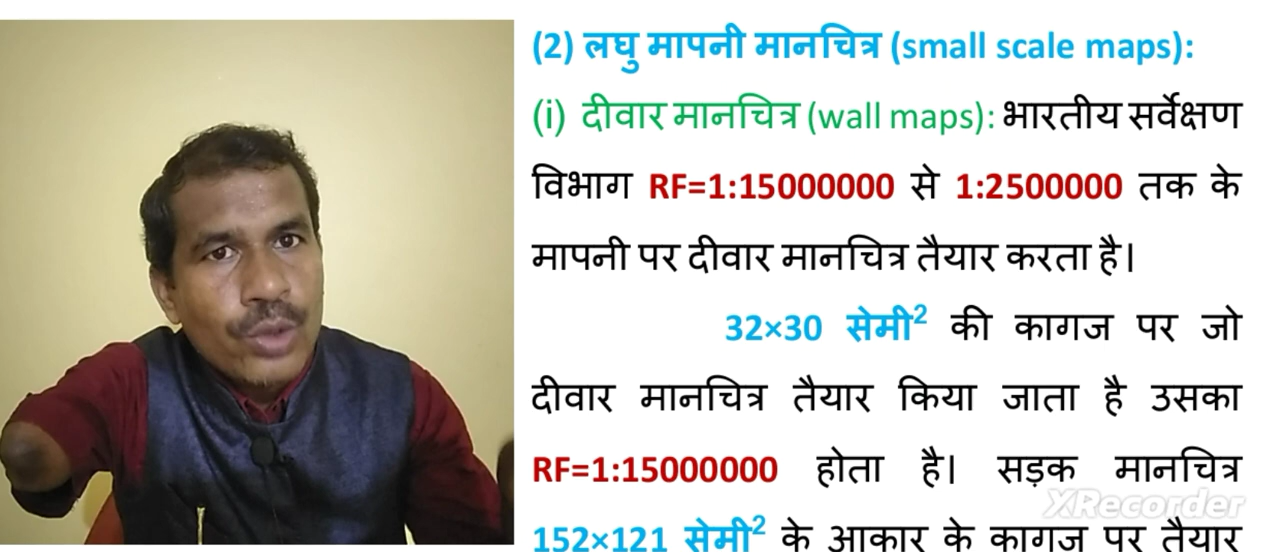 (2) लघु मापनी मानचित्र (small scale maps):
(i) दीवार मानचित्र (wall maps): भारतीय सर्वेक्षण
विभाग RF=1:15000000 से 1:2500000 तक के
मापनी पर दीवार मानचित्र तैयार करता है।
32×30 सेमी² की कागज पर जो
दीवार मानचित्र तैयार किया जाता है उसका
RF=1:15000000 होता है। सड़क मानचित्र
XRecorder
152×121 सेमी² के आकार के कागज पर तैयार